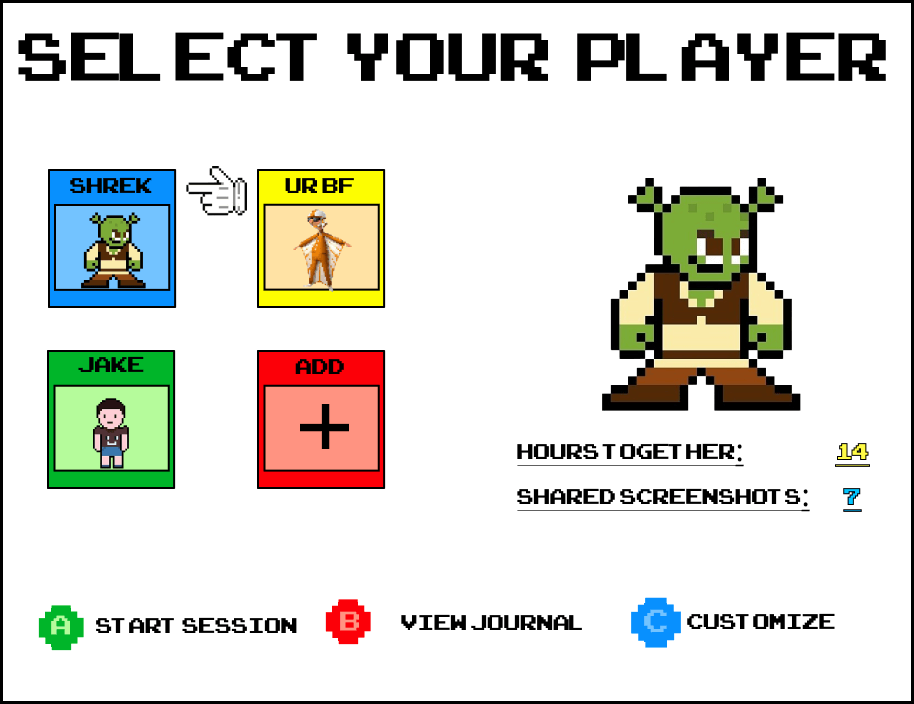 SELECT YOUR PLAYER
SHREK
UR BF
JAKE
ADD
HOURS TOGETHER: 14
SHARED SCREENSHOTS: 7
A START SESSION B VIEW JOURNAL C CUSTOMIZE